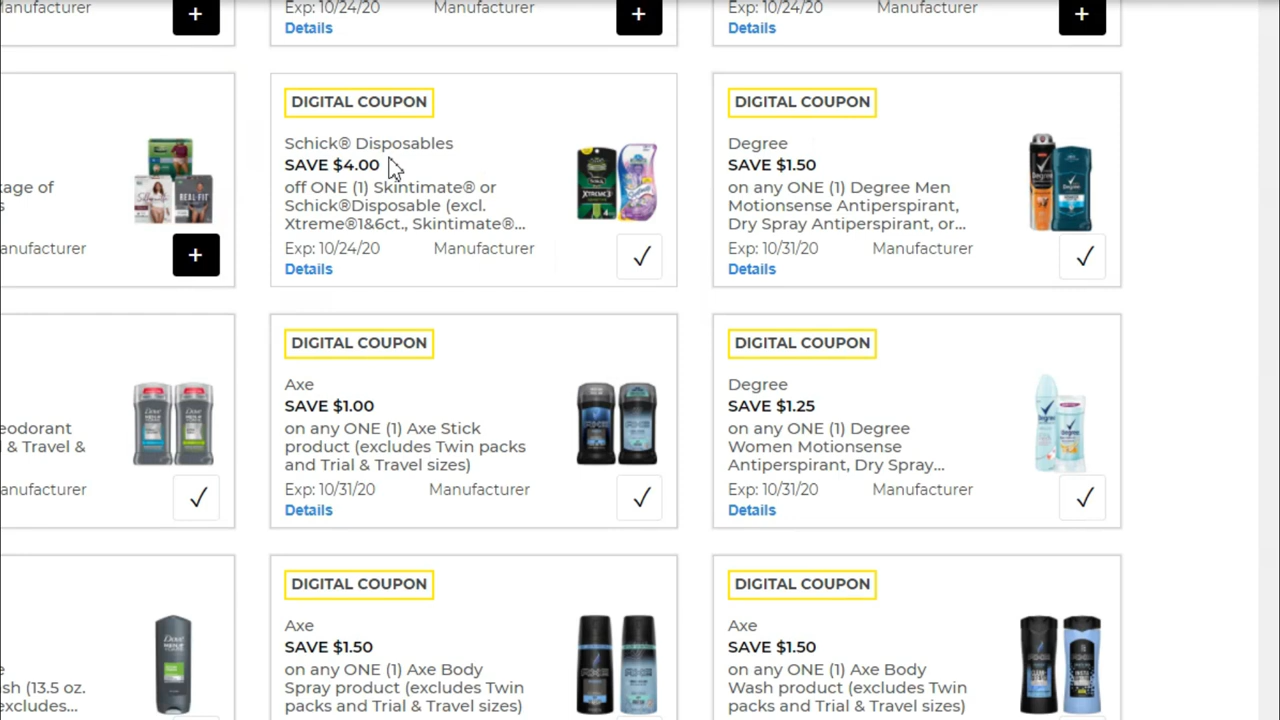 Exp: 10/24/20 Manufacturer
Details
Exp: 10/24/20 Manufacturer
Details
anufacturer
kage of
s
anufacturer
DIGITAL COUPON
Schick® Disposables
SAVE $4.00
off ONE (1) Skintimate® or
Schick®Disposable (excl.
Xtreme®1&6ct., Skintimate®...
Exp: 10/24/20 Manufacturer
Details
DIGITAL COUPON
Degree
SAVE $1.50
on any ONE (1) Degree Men
Motionsense Antiperspirant,
Dry Spray Antiperspirant, or...
Exp: 10/31/20 Manufacturer
Details
eodorant
l & Travel &
anufacturer
DIGITAL COUPON
Axe
SAVE $1.00
on any ONE (1) Axe Stick
product (excludes Twin packs
and Trial & Travel sizes)
Exp: 10/31/20 Manufacturer
Details
DIGITAL COUPON
Degree
SAVE $1.25
on any ONE (1) Degree
Women Motionsense
Antiperspirant, Dry Spray...
Exp: 10/31/20 Manufacturer
Details
e
sh (13.5 oz.
excludes...
DIGITAL COUPON
Axe
SAVE $1.50
on any ONE (1) Axe Body
Spray product (excludes Twin
packs and Trial & Travel sizes)
DIGITAL COUPON
Axe
SAVE $1.50
on any ONE (1) Axe Body
Wash product (excludes Twin
packs and Trial & Travel sizes)